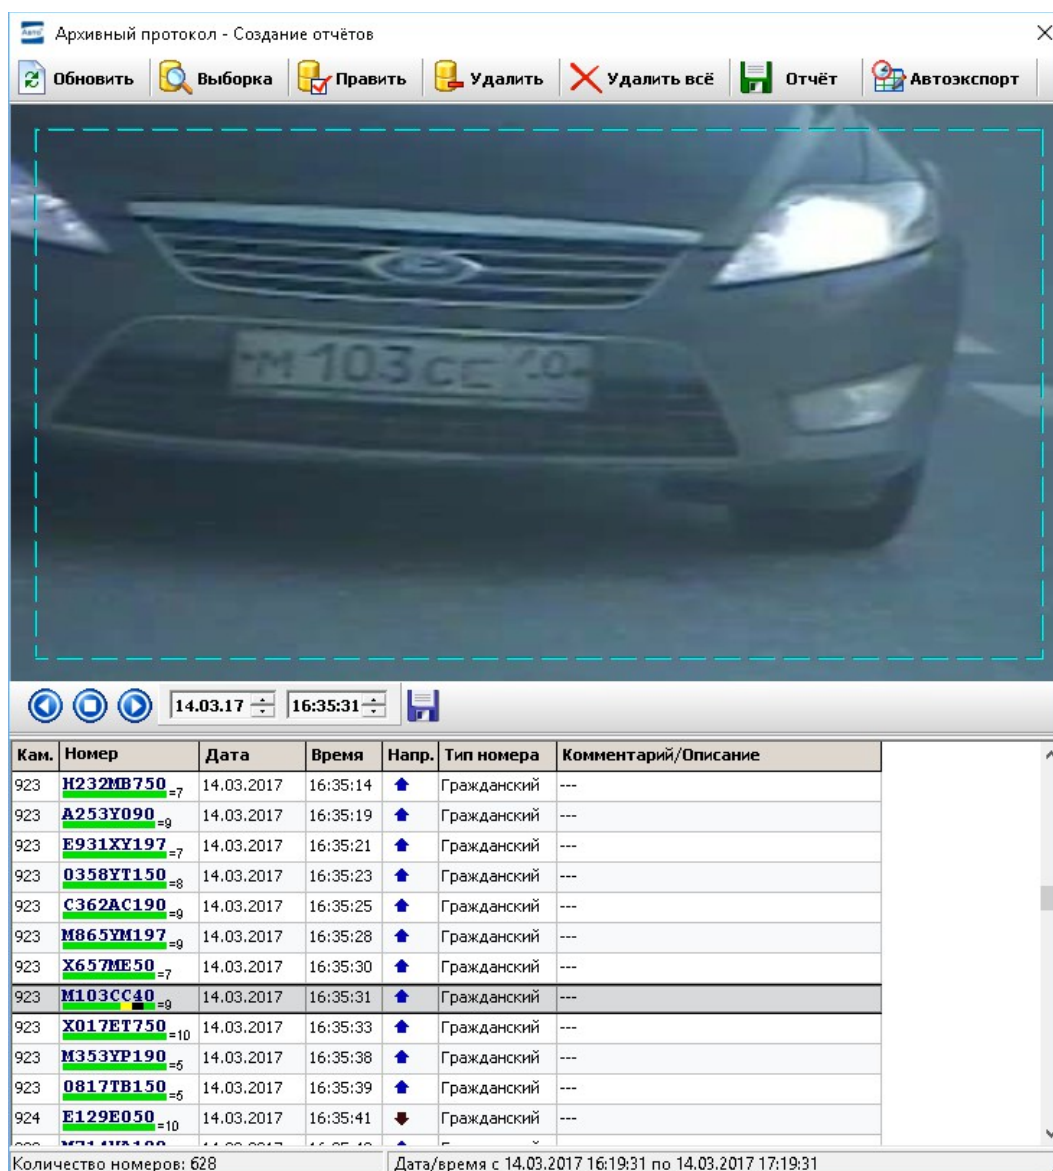 Авто
Архивный протокол - Создание отчётов
Обновить Выборка Править Удалить Удалить всё Отчёт Автоэкспорт
М 103 СЕ
14.03.17 16:35:31
Кам. Номер Дата Время Напр. Тип номера Комментарий/Описание
923 Н232МВ750 =7 14.03.2017 16:35:14 Гражданский ---
923 А253У090 =9 14.03.2017 16:35:19 Гражданский ---
923 Е931ХУ197 =7 14.03.2017 16:35:21 Гражданский ---
923 0358УТ150 =8 14.03.2017 16:35:23 Гражданский ---
923 С362АС190 =9 14.03.2017 16:35:25 Гражданский ---
923 М865УМ197 =9 14.03.2017 16:35:28 Гражданский ---
923 Х657МЕ50 =7 14.03.2017 16:35:30 Гражданский ---
923 М103СС40 =9 14.03.2017 16:35:31 Гражданский ---
923 Х017ЕТ750 =10 14.03.2017 16:35:33 Гражданский ---
923 М353УР190 =5 14.03.2017 16:35:38 Гражданский ---
923 0817ТВ150 =5 14.03.2017 16:35:39 Гражданский ---
924 Е129Е050 =10 14.03.2017 16:35:41 Гражданский ---
Количество номеров: 628 Дата/время с 14.03.2017 16:19:31 по 14.03.2017 17:19:31